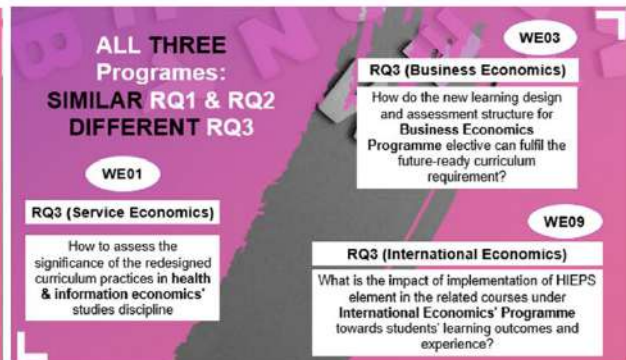 ALL THREE
Programes:
SIMILAR RQ1 & RQ2
DIFFERENT RQ3
WE01
RQ3 (Service Economics)
How to assess the
significance of the redesigned
curriculum practices in health
& information economics'
studies discipline
WE03
RQ3 (Business Economics)
How do the new learning design
and assessment structure for
Business Economics
Programme elective can fulfil the
future-ready curriculum
requirement?
WE09
RQ3 (International Economics)
What is the impact of implementation of HIEPS
element in the related courses under
International Economics' Programme
towards students' learning outcomes and
experience?